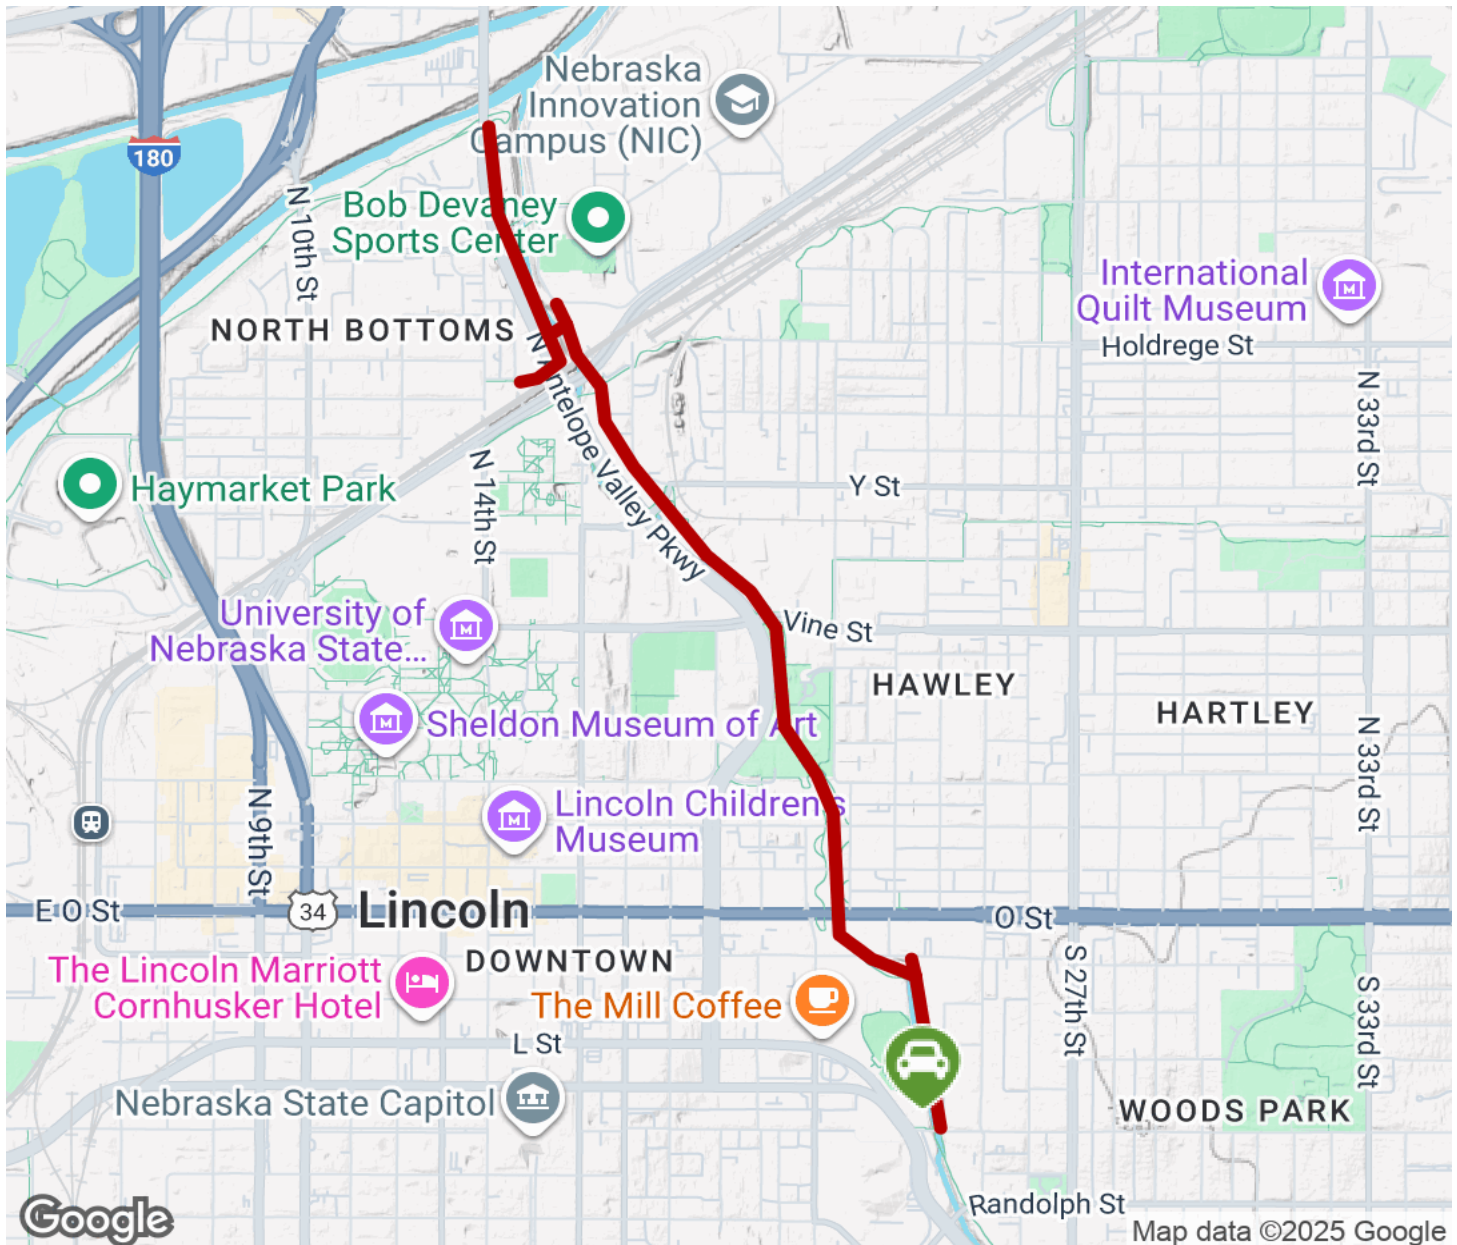 Nebraska
Innovation
Campus (NIC)
180
N 10th St
Bob Devaney
Sports Center
International
Quilt Museum
NORTH BOTTOMS
Holdrege St
N 33rd St
N Antelope Valley Pkwy
Haymarket Park
N 14th St
Y St
University of
Nebraska State...
Vine St
HAWLEY
HARTLEY
Sheldon Museum of Art
N 33rd St
N 9th St
Lincoln Children's
Museum
E O St
34
Lincoln
O St
The Lincoln Marriott
Cornhusker Hotel
DOWNTOWN
The Mill Coffee
S 27th St
S 33rd St
L St
Nebraska State Capitol
WOODS PARK
Randolph St
Google
Map data ©2025 Google